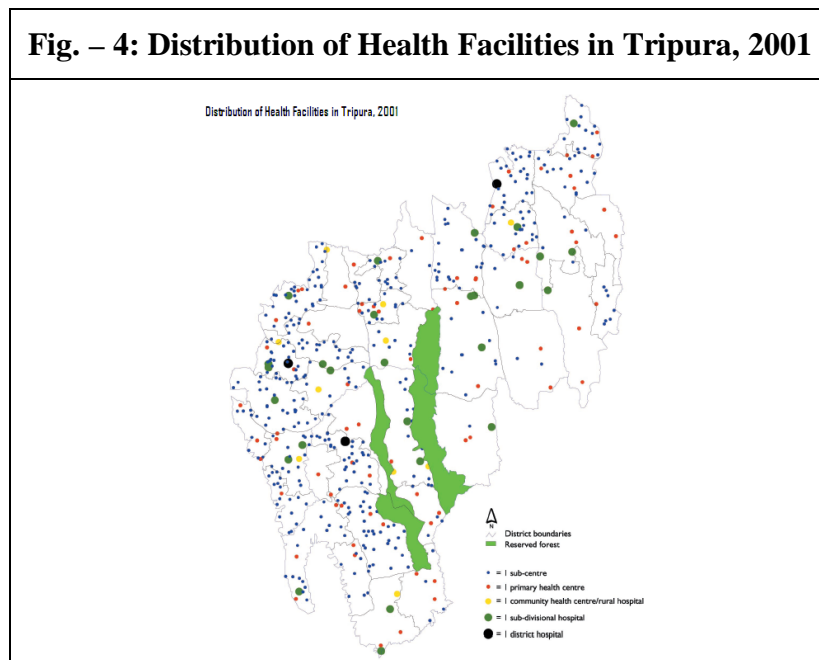 Fig. – 4: Distribution of Health Facilities in Tripura, 2001
Distribution of Health Facilities in Tripura, 2001
N
District boundaries
Reserved forest
= 1 sub-centre
= 1 primary health centre
= 1 community health centre/rural hospital
= 1 sub-divisional hospital
= 1 district hospital